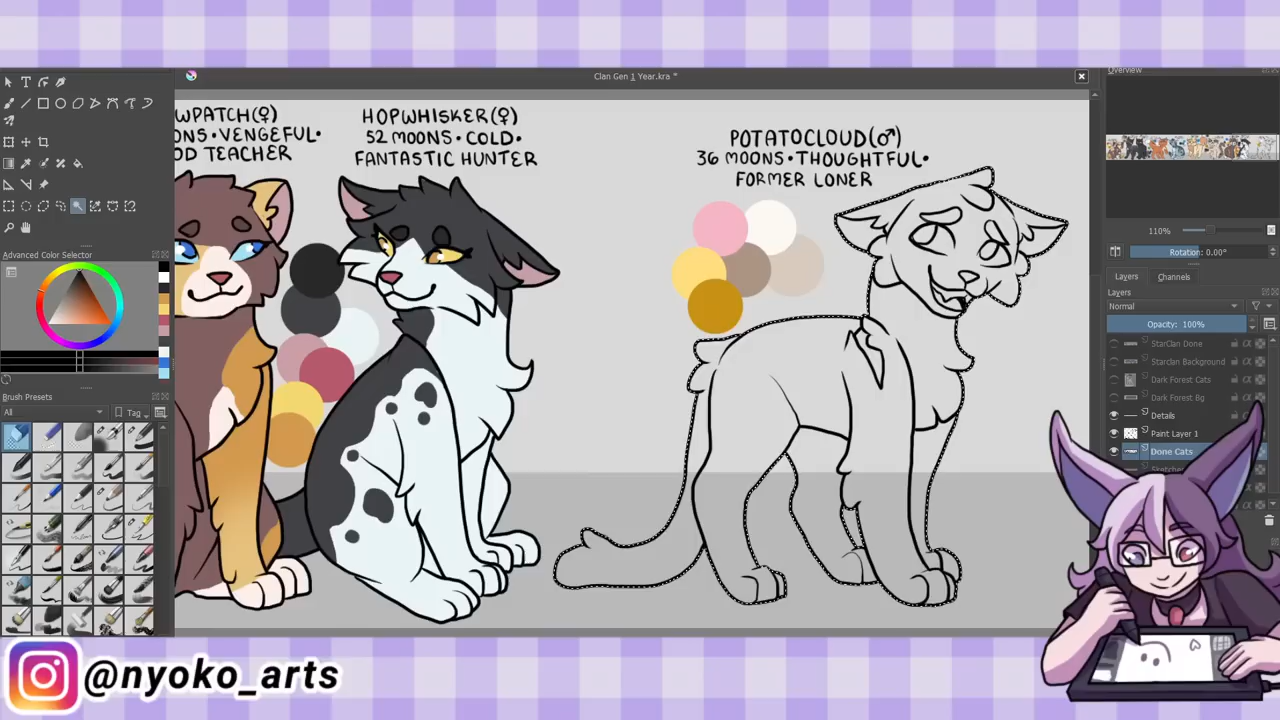 Clan Gen 1 Year.kra *
Overview
WPATCH(♀)
ONS•VENGEFUL•
OD TEACHER
HOPWHISKER(♀)
52 MOONS•COLD•
FANTASTIC HUNTER
POTATOCLOUD(♂)
36 MOONS•THOUGHTFUL•
FORMER LONER
Advanced Color Selector
Brush Presets
All
Tag
110%
Rotation: 0.00°
Layers
Channels
Layers
Normal
Opacity: 100%
StarClan Done
Starclan Background
Dark Forest Cats
Dark Forest Bg
Details
Paint Layer 1
Done Cats
@nyoko_arts